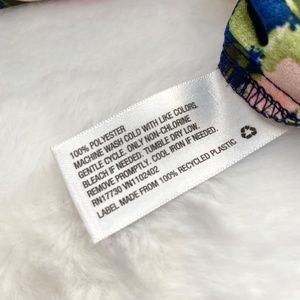 100% POLYESTER
MACHINE WASH COLD WITH LIKE COLORS.
GENTLE CYCLE. ONLY NON-CHLORINE
BLEACH IF NEEDED. TUMBLE DRY LOW.
REMOVE PROMPTLY. COOL IRON IF NEEDED.
RN17730 VN1102402
LABEL MADE FROM 100% RECYCLED PLASTIC